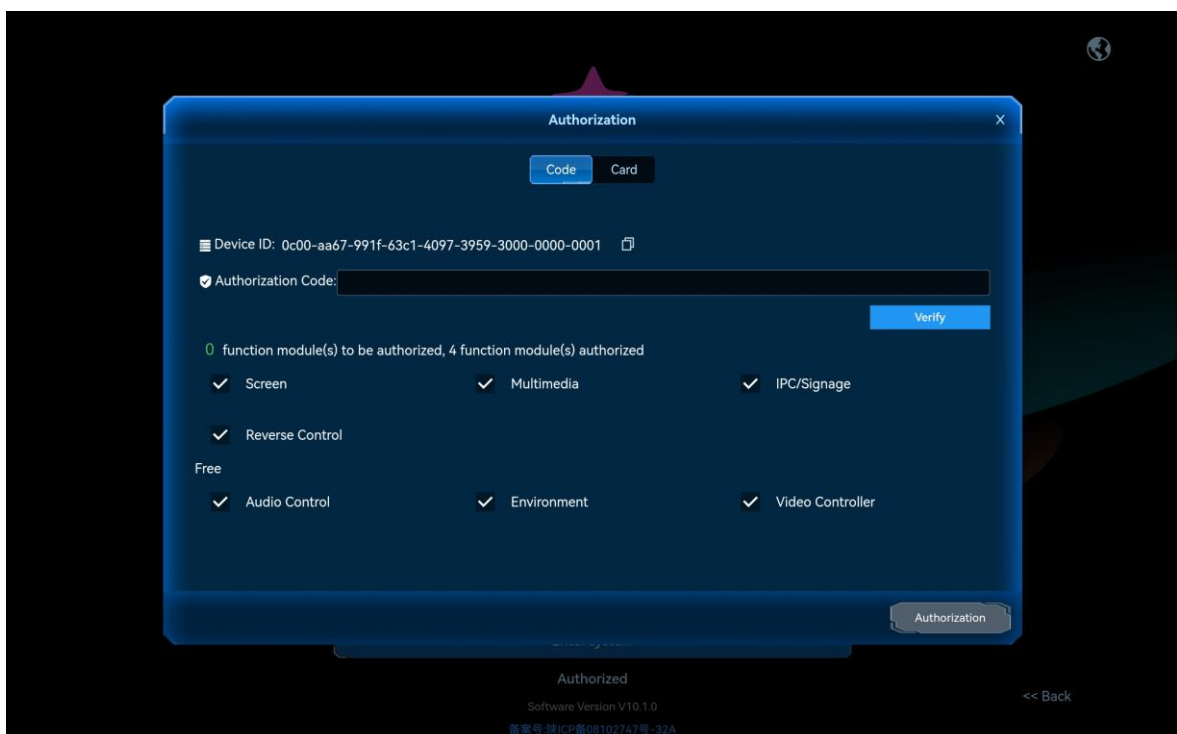 Authorization X
Code Card
Device ID: 0c00-aa67-991f-63c1-4097-3959-3000-0000-0001
Authorization Code:
Verify
0 function module(s) to be authorized, 4 function module(s) authorized
Screen Multimedia IPC/Signage
Reverse Control
Free
Audio Control Environment Video Controller
Authorization
Authorized
<< Back
Software Version V10.1.0
备案号:陕ICP备08102747号-32A